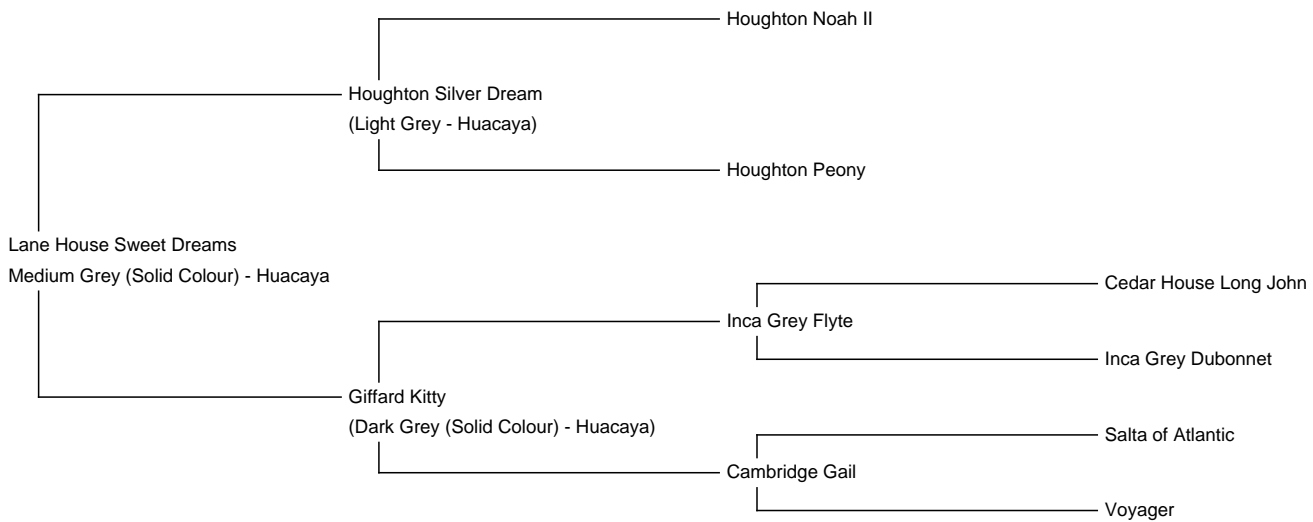 Houghton Noah II
Houghton Silver Dream
(Light Grey - Huacaya)
Houghton Peony
Lane House Sweet Dreams
Medium Grey (Solid Colour) - Huacaya
Cedar House Long John
Inca Grey Flyte
Inca Grey Dubonnet
Giffard Kitty
(Dark Grey (Solid Colour) - Huacaya)
Salta of Atlantic
Cambridge Gail
Voyager